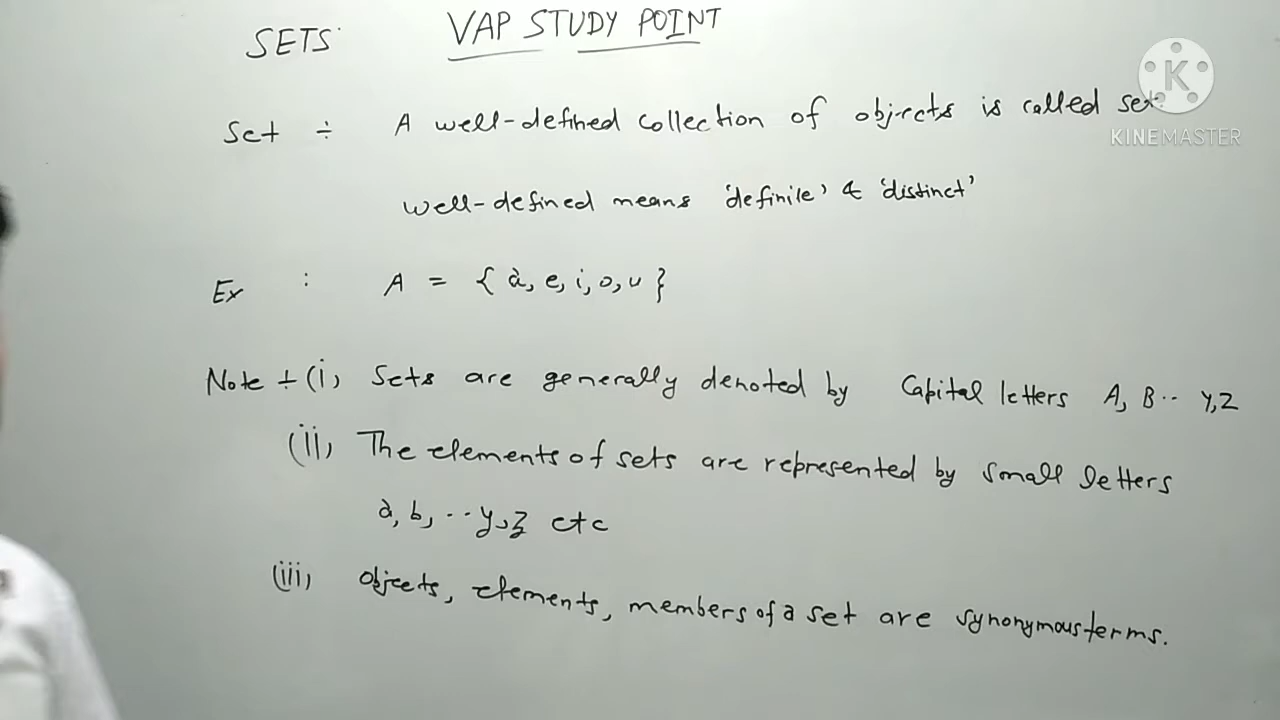 SETS VAP STUDY POINT
Set ÷ A well-defined collection of objects is called set.
KINEMASTER
well-defined means 'definite' & 'distinct'
Ex : A = {a, e, i, o, u}
Note ÷ (i) Sets are generally denoted by Capital letters A, B.. Y,Z
(ii) The elements of sets are represented by small letters
a, b, .. y, z etc
(iii) Objects, elements, members of a set are synonymous terms.